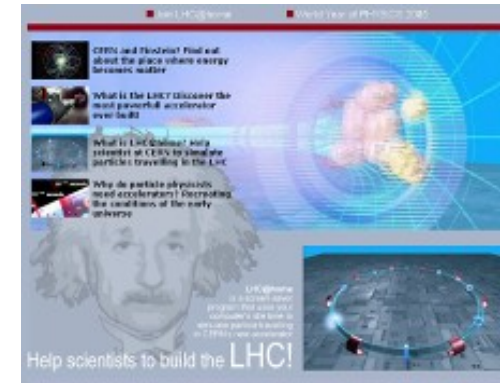 Join LHC@home
World Year of PHYSICS 2005
CERN and Einstein? Find out
about the place where energy
becomes matter
What is the LHC? Discover the
most powerfull accelerator
ever built
What is LHC@home? Help
scientist at CERN to simulate
particles travelling in the LHC
Why do particle physicists
need accelerators? Recreating
the conditions of the early
universe
LHC@home
is a screen saver
program that uses your
computer's idle time to
simulate particles travelling
in CERN's new accelerator
Help scientists to build the LHC!